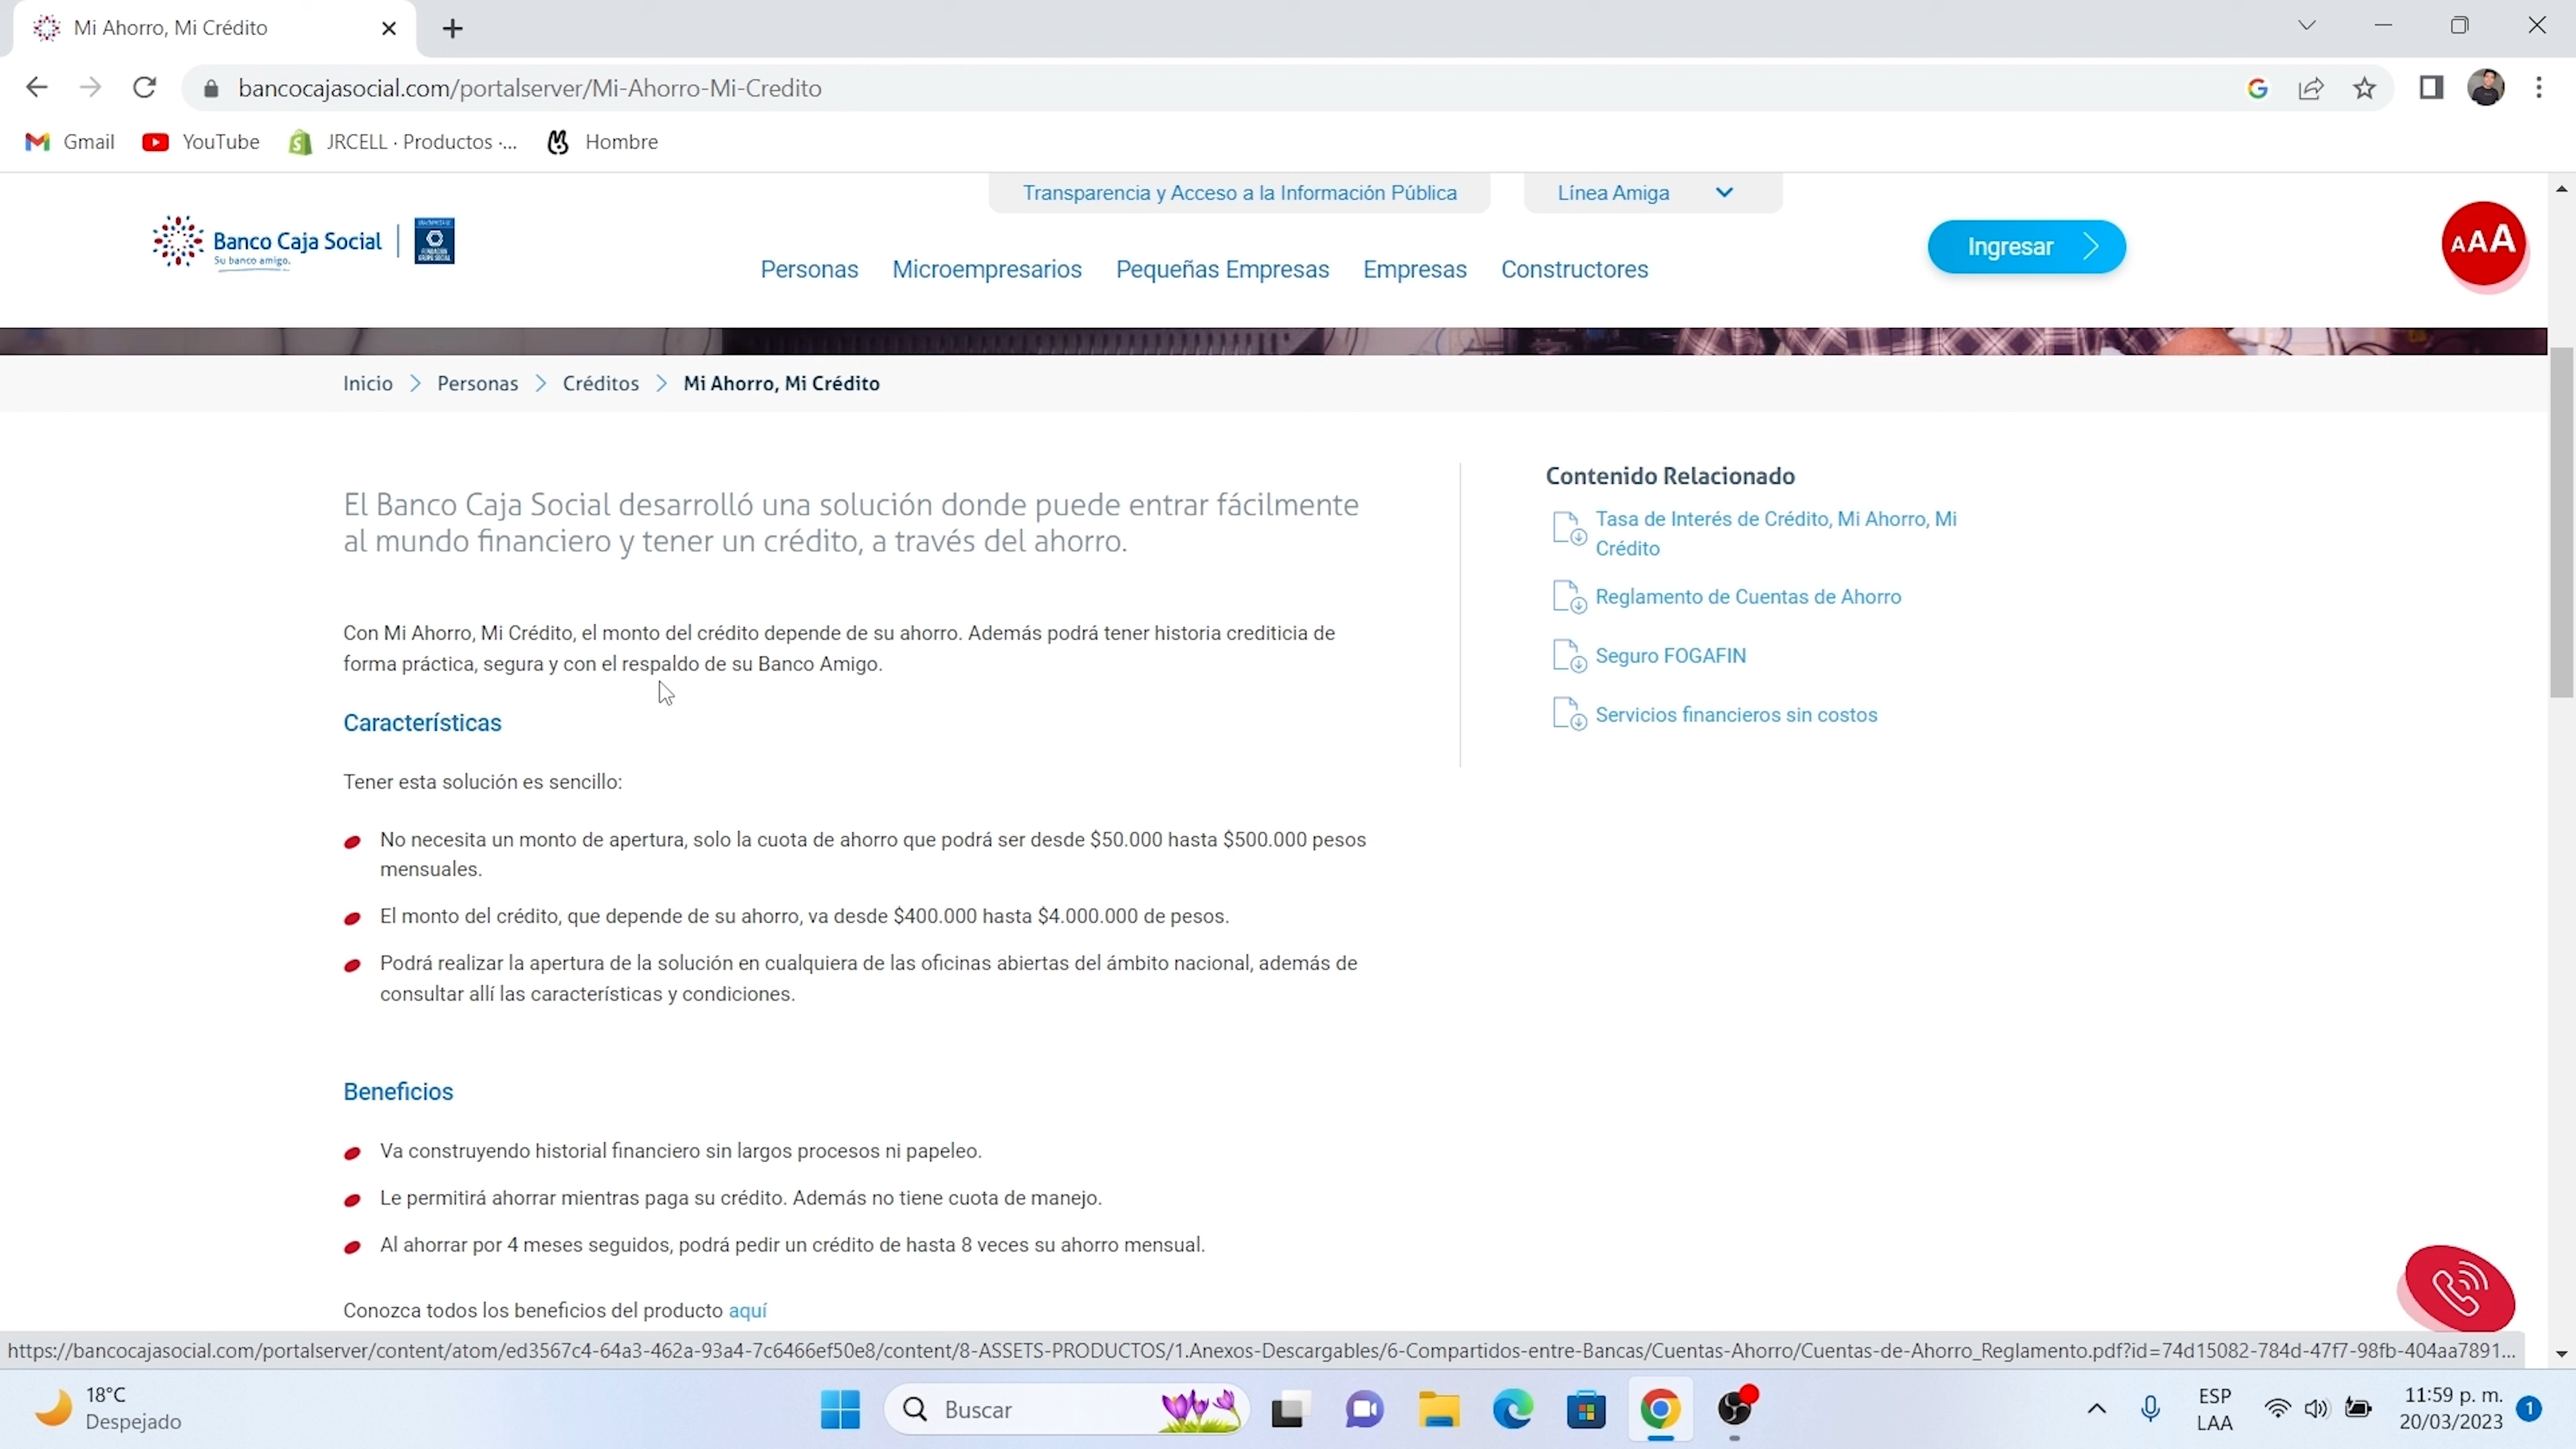 Mi Ahorro, Mi Crédito
bancocajasocial.com/portalserver/Mi-Ahorro-Mi-Credito
Gmail
YouTube
JRCELL · Productos ·...
Hombre
Transparencia y Acceso a la Información Pública
Línea Amiga
Banco Caja Social
Su banco amigo.
FUNDACIÓN
GRUPO SOCIAL
Personas
Microempresarios
Pequeñas Empresas
Empresas
Constructores
Ingresar
AAA
Inicio
Personas
Créditos
Mi Ahorro, Mi Crédito
El Banco Caja Social desarrolló una solución donde puede entrar fácilmente
al mundo financiero y tener un crédito, a través del ahorro.
Con Mi Ahorro, Mi Crédito, el monto del crédito depende de su ahorro. Además podrá tener historia crediticia de
forma práctica, segura y con el respaldo de su Banco Amigo.
Características
Tener esta solución es sencillo:
No necesita un monto de apertura, solo la cuota de ahorro que podrá ser desde $50.000 hasta $500.000 pesos
mensuales.
El monto del crédito, que depende de su ahorro, va desde $400.000 hasta $4.000.000 de pesos.
Podrá realizar la apertura de la solución en cualquiera de las oficinas abiertas del ámbito nacional, además de
consultar allí las características y condiciones.
Beneficios
Va construyendo historial financiero sin largos procesos ni papeleo.
Le permitirá ahorrar mientras paga su crédito. Además no tiene cuota de manejo.
Al ahorrar por 4 meses seguidos, podrá pedir un crédito de hasta 8 veces su ahorro mensual.
Conozca todos los beneficios del producto aquí
Contenido Relacionado
Tasa de Interés de Crédito, Mi Ahorro, Mi
Crédito
Reglamento de Cuentas de Ahorro
Seguro FOGAFIN
Servicios financieros sin costos
https://bancocajasocial.com/portalserver/content/atom/ed3567c4-64a3-462a-93a4-7c6466ef50e8/content/8-ASSETS-PRODUCTOS/1.Anexos-Descargables/6-Compartidos-entre-Bancas/Cuentas-Ahorro/Cuentas-de-Ahorro_Reglamento.pdf?id=74d15082-784d-47f7-98fb-404aa7891...
18°C
Despejado
Buscar
ESP
LAA
11:59 p. m.
20/03/2023
1